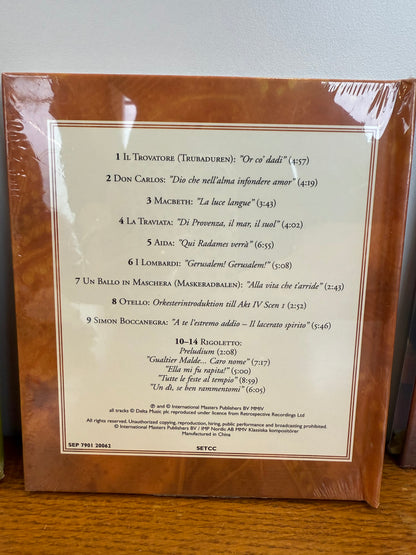 1 IL TROVATORE (TRUBADUREN): "Or co' dadi" (4:57)
2 DON CARLOS: "Dio che nell'alma infondere amor" (4:19)
3 MACBETH: "La luce langue" (3:43)
4 LA TRAVIATA: "Di Provenza, il mar, il suol" (4:02)
5 AIDA: "Qui Radames verrà" (6:55)
6 I LOMBARDI: "Gerusalem! Gerusalem!" (5:08)
7 UN BALLO IN MASCHERA (MASKERADBALEN): "Alla vita che t'arride" (2:43)
8 OTELLO: Orkesterintroduktion till Akt IV Scen 1 (2:52)
9 SIMON BOCCANEGRA: "A te l'estremo addio – Il lacerato spirito" (5:46)
10–14 RIGOLETTO:
Preludium (2:08)
"Gualtier Malde... Caro nome" (7:17)
"Ella mi fu rapita!" (5:00)
"Tutte le feste al tempio" (8:59)
"Un dì, se ben rammentomi" (6:05)
℗ and © International Masters Publishers BV MMIV
all tracks © Delta Music plc reproduced under licence from Retrospective Recordings Ltd
All rights reserved. Unauthorized copying, reproduction, hiring, public performance and broadcasting prohibited.
© International Masters Publishers BV / IMP Nordic AB MMV Klassiska kompositörer
Manufactured in China
SEP 7901 20062
SETCC